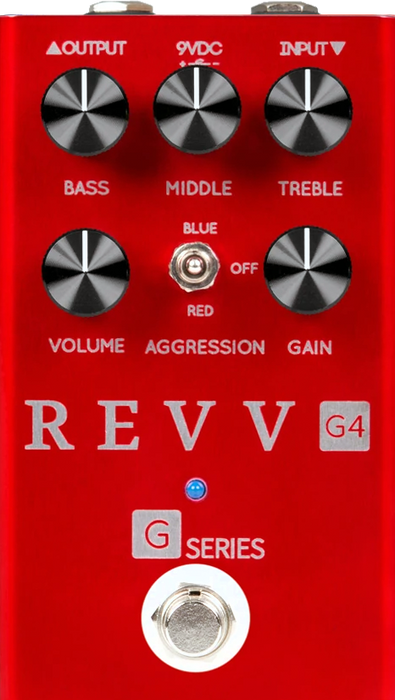 ▲OUTPUT 9VDC INPUT▼
BASS MIDDLE TREBLE
BLUE
OFF
RED
VOLUME AGGRESSION GAIN
REVV G4
G SERIES